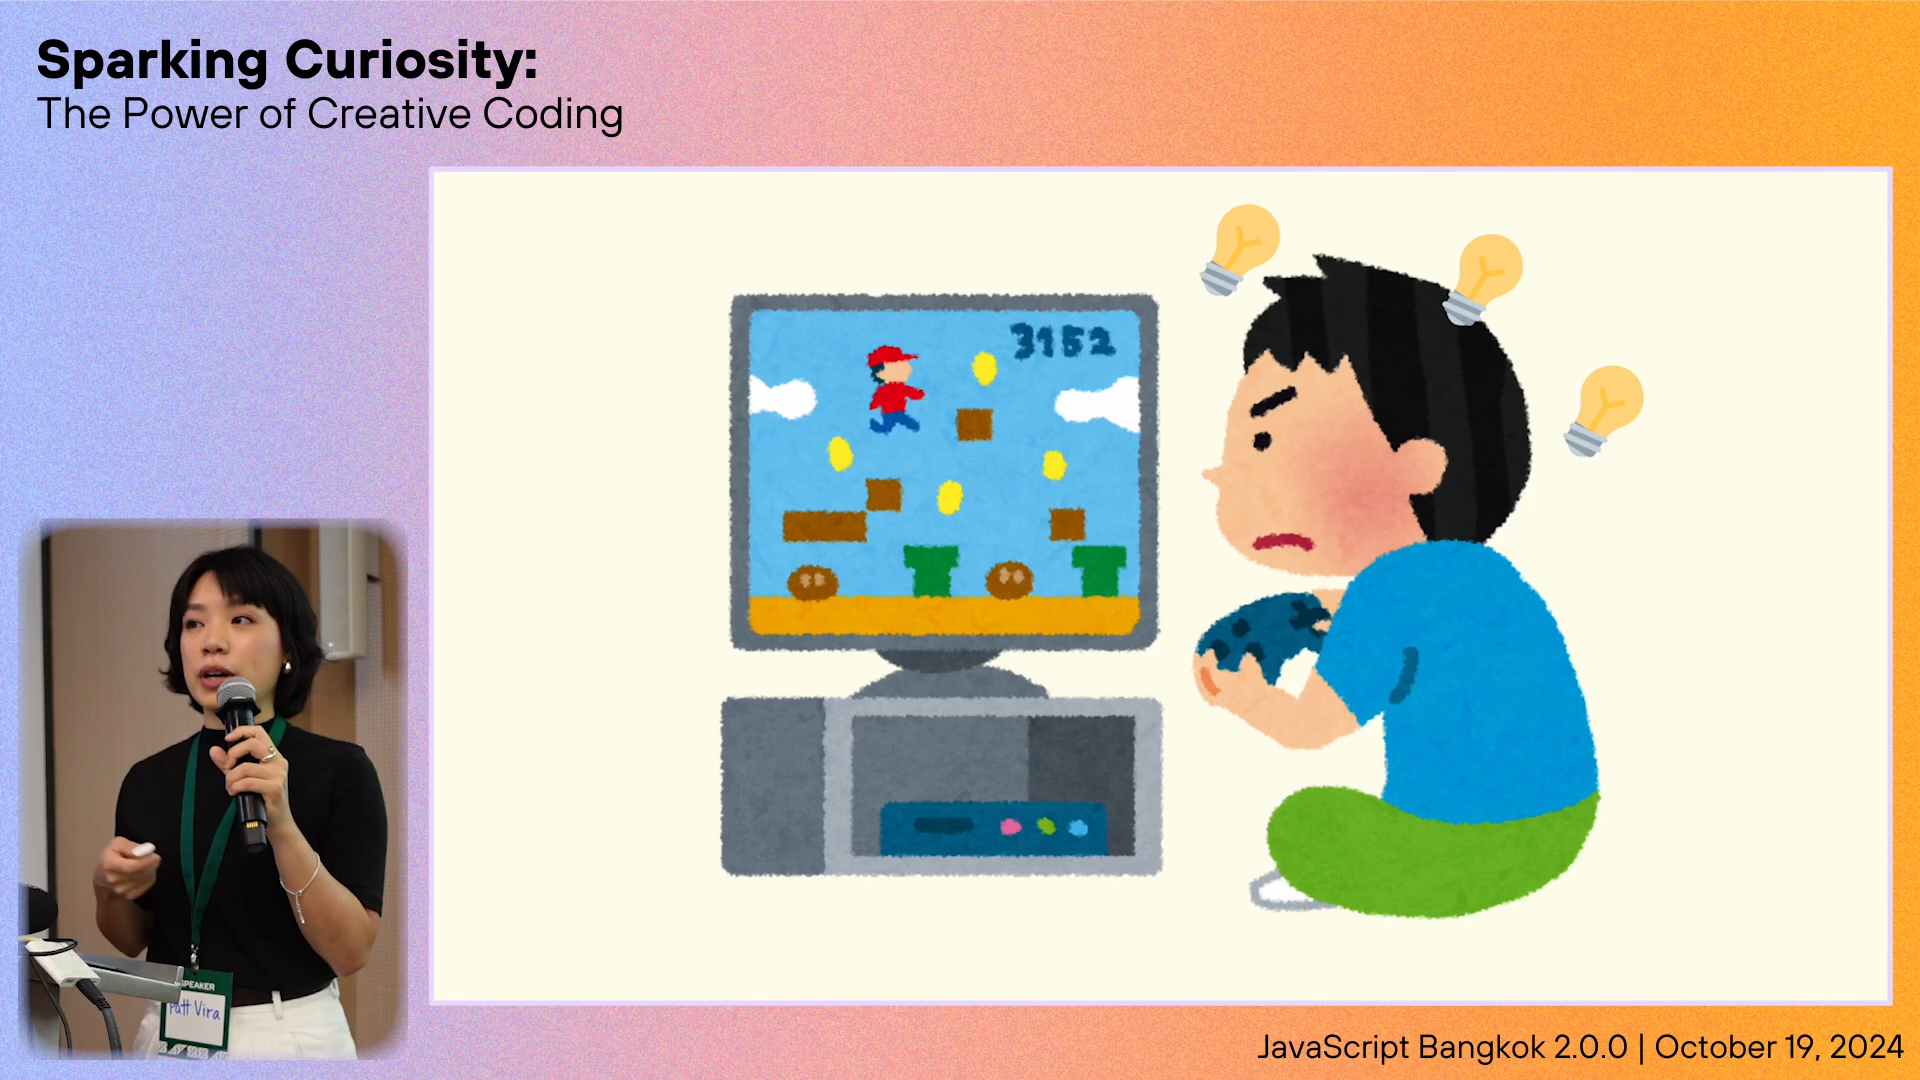 Sparking Curiosity:
The Power of Creative Coding
3152
SPEAKER
Patt Vira
JavaScript Bangkok 2.0.0 | October 19, 2024